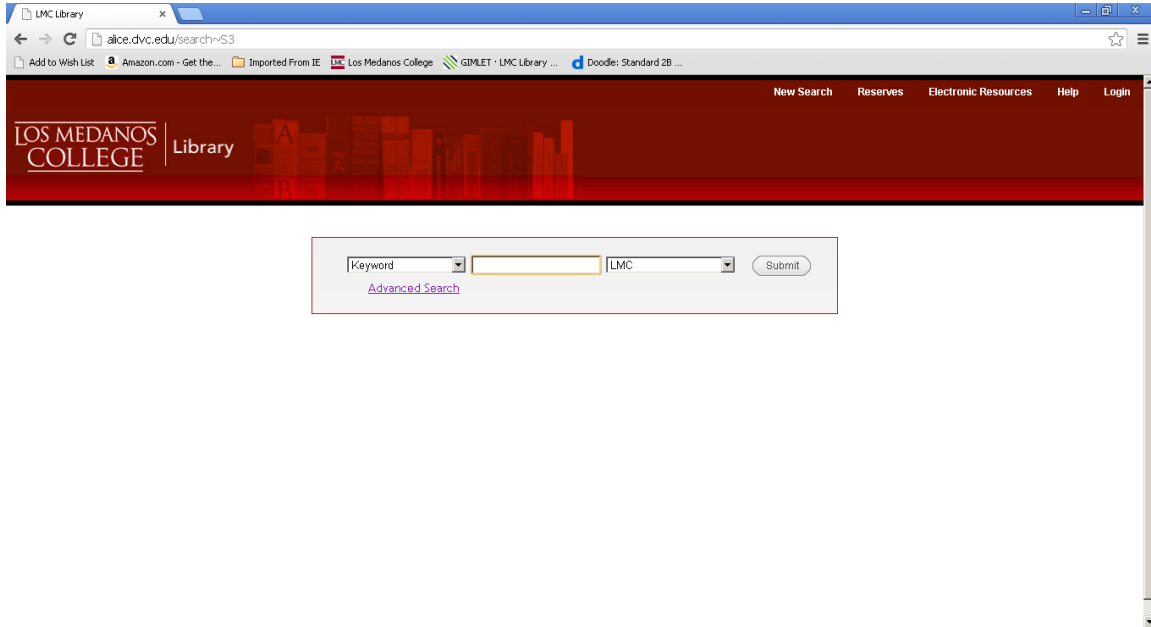 LMC Library
alice.dvc.edu/search~S3
Add to Wish List Amazon.com - Get the... Imported From IE LMC Los Medanos College GIMLET · LMC Library ... Doodle: Standard 2B ...
New Search Reserves Electronic Resources Help Login
LOS MEDANOS
COLLEGE
Library
A
A
B
Keyword LMC Submit
Advanced Search